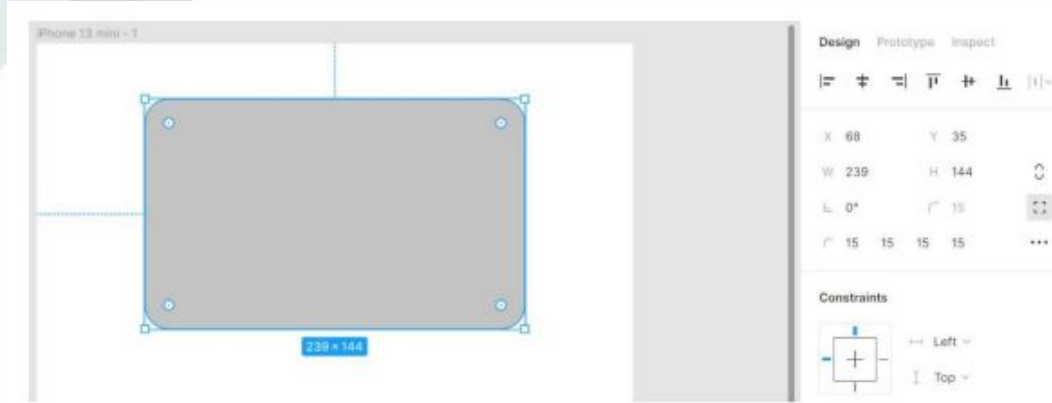 iPhone 13 mini - 1
239 × 144
Design Prototype Inspect
X 68 Y 35
W 239 H 144
0° 15
15 15 15 15
Constraints
Left
Top